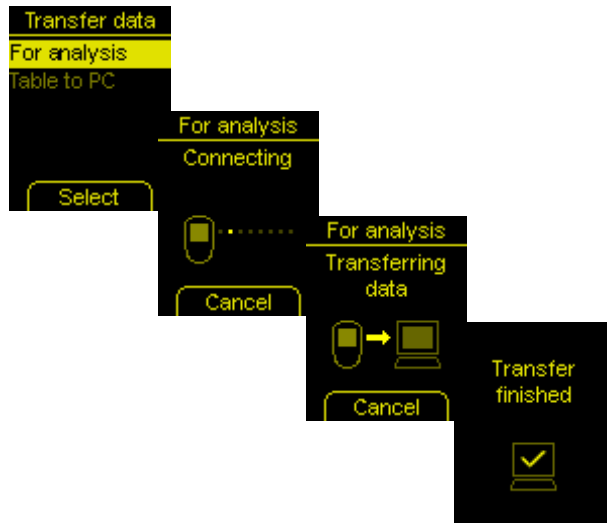 Transfer data
For analysis
Table to PC
Select
For analysis
Connecting
Cancel
For analysis
Transferring
data
Cancel
Transfer
finished